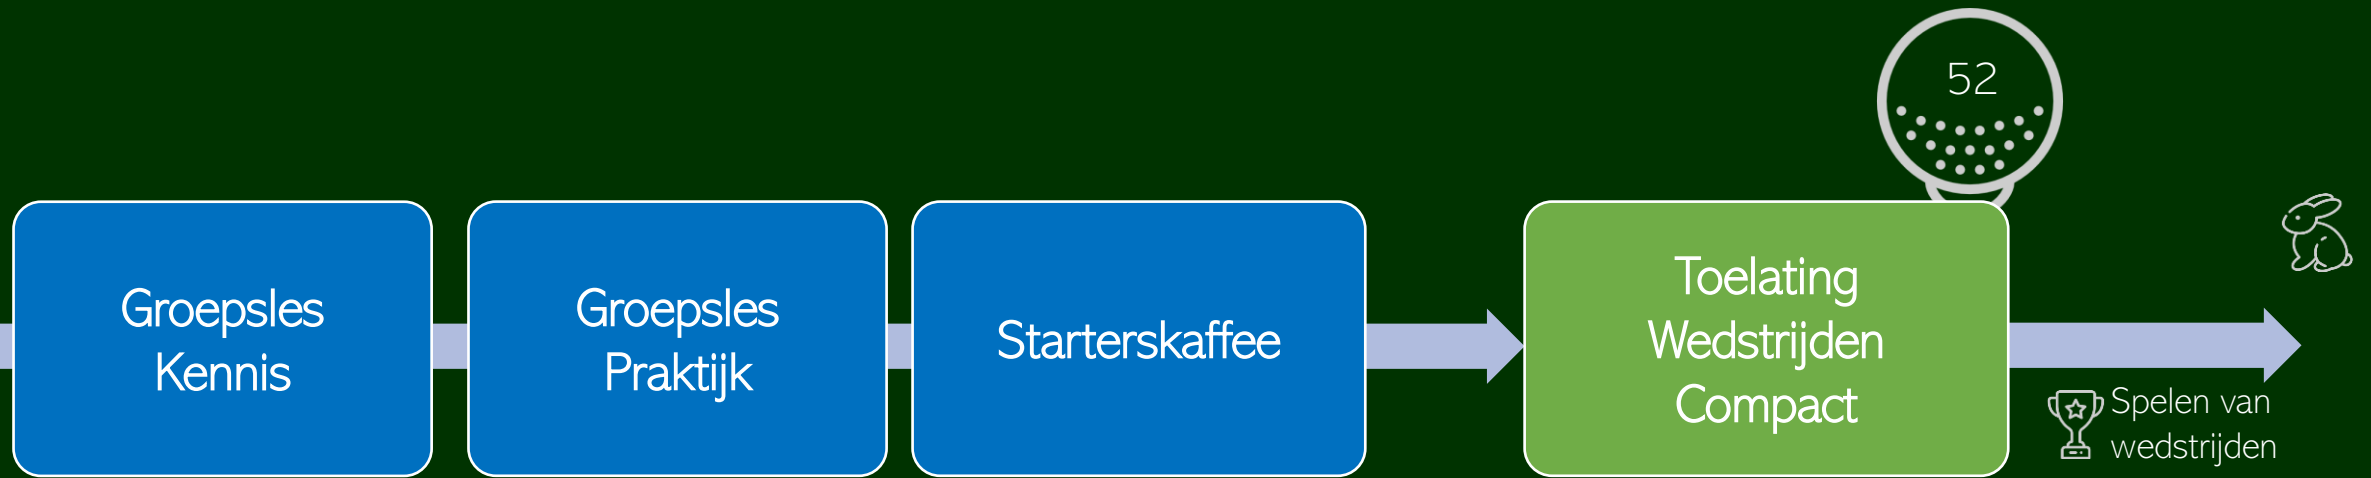 52
Groepsles
Kennis
Groepsles
Praktijk
Starterskaffee
Toelating
Wedstrijden
Compact
Spelen van
wedstrijden